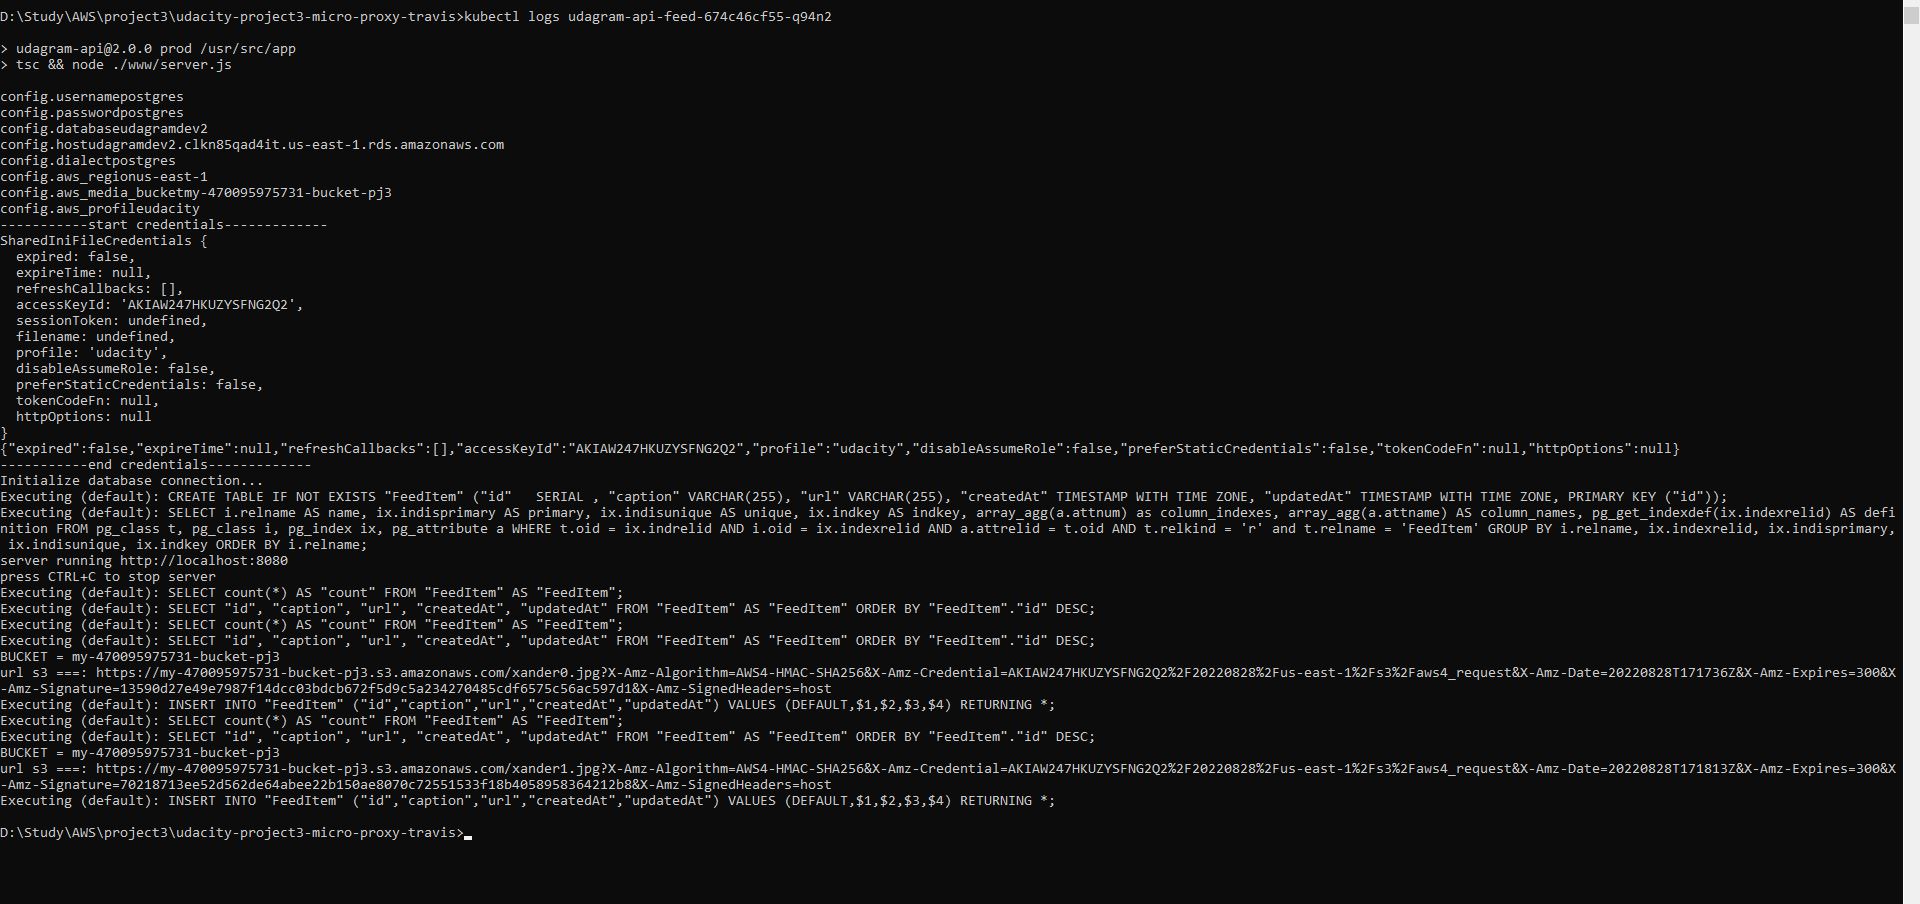 D:\Study\AWS\project3\udacity-project3-micro-proxy-travis>kubectl logs udagram-api-feed-674c46cf55-q94n2
> udagram-api@2.0.0 prod /usr/src/app
> tsc && node ./www/server.js
config.usernamepostgres
config.passwordpostgres
config.databaseudagramdev2
config.hostudagramdev2.clkn85qad4it.us-east-1.rds.amazonaws.com
config.dialectpostgres
config.aws_regionus-east-1
config.aws_media_bucketmy-470095975731-bucket-pj3
config.aws_profileudacity
-----------start credentials-------------
SharedIniFileCredentials {
  expired: false,
  expireTime: null,
  refreshCallbacks: [],
  accessKeyId: 'AKIAW247HKUZYSFNG2Q2',
  sessionToken: undefined,
  filename: undefined,
  profile: 'udacity',
  disableAssumeRole: false,
  preferStaticCredentials: false,
  tokenCodeFn: null,
  httpOptions: null
}
{"expired":false,"expireTime":null,"refreshCallbacks":[],"accessKeyId":"AKIAW247HKUZYSFNG2Q2","profile":"udacity","disableAssumeRole":false,"preferStaticCredentials":false,"tokenCodeFn":null,"httpOptions":null}
-----------end credentials-------------
Initialize database connection...
Executing (default): CREATE TABLE IF NOT EXISTS "FeedItem" ("id"   SERIAL , "caption" VARCHAR(255), "url" VARCHAR(255), "createdAt" TIMESTAMP WITH TIME ZONE, "updatedAt" TIMESTAMP WITH TIME ZONE, PRIMARY KEY ("id"));
Executing (default): SELECT i.relname AS name, ix.indisprimary AS primary, ix.indisunique AS unique, ix.indkey AS indkey, array_agg(a.attnum) as column_indexes, array_agg(a.attname) AS column_names, pg_get_indexdef(ix.indexrelid) AS defi
nition FROM pg_class t, pg_class i, pg_index ix, pg_attribute a WHERE t.oid = ix.indrelid AND i.oid = ix.indexrelid AND a.attrelid = t.oid AND t.relkind = 'r' and t.relname = 'FeedItem' GROUP BY i.relname, ix.indexrelid, ix.indisprimary,
 ix.indisunique, ix.indkey ORDER BY i.relname;
server running http://localhost:8080
press CTRL+C to stop server
Executing (default): SELECT count(*) AS "count" FROM "FeedItem" AS "FeedItem";
Executing (default): SELECT "id", "caption", "url", "createdAt", "updatedAt" FROM "FeedItem" AS "FeedItem" ORDER BY "FeedItem"."id" DESC;
Executing (default): SELECT count(*) AS "count" FROM "FeedItem" AS "FeedItem";
Executing (default): SELECT "id", "caption", "url", "createdAt", "updatedAt" FROM "FeedItem" AS "FeedItem" ORDER BY "FeedItem"."id" DESC;
BUCKET = my-470095975731-bucket-pj3
url s3 ===: https://my-470095975731-bucket-pj3.s3.amazonaws.com/xander0.jpg?X-Amz-Algorithm=AWS4-HMAC-SHA256&X-Amz-Credential=AKIAW247HKUZYSFNG2Q2%2F20220828%2Fus-east-1%2Fs3%2Faws4_request&X-Amz-Date=20220828T171736Z&X-Amz-Expires=300&X
-Amz-Signature=13590d27e49e7987f14dcc03bdcb672f5d9c5a234270485cdf6575c56ac597d1&X-Amz-SignedHeaders=host
Executing (default): INSERT INTO "FeedItem" ("id","caption","url","createdAt","updatedAt") VALUES (DEFAULT,$1,$2,$3,$4) RETURNING *;
Executing (default): SELECT count(*) AS "count" FROM "FeedItem" AS "FeedItem";
Executing (default): SELECT "id", "caption", "url", "createdAt", "updatedAt" FROM "FeedItem" AS "FeedItem" ORDER BY "FeedItem"."id" DESC;
BUCKET = my-470095975731-bucket-pj3
url s3 ===: https://my-470095975731-bucket-pj3.s3.amazonaws.com/xander1.jpg?X-Amz-Algorithm=AWS4-HMAC-SHA256&X-Amz-Credential=AKIAW247HKUZYSFNG2Q2%2F20220828%2Fus-east-1%2Fs3%2Faws4_request&X-Amz-Date=20220828T171813Z&X-Amz-Expires=300&X
-Amz-Signature=70218713ee52d562de64abee22b150ae8070c72551533f18b4058958364212b8&X-Amz-SignedHeaders=host
Executing (default): INSERT INTO "FeedItem" ("id","caption","url","createdAt","updatedAt") VALUES (DEFAULT,$1,$2,$3,$4) RETURNING *;
D:\Study\AWS\project3\udacity-project3-micro-proxy-travis>